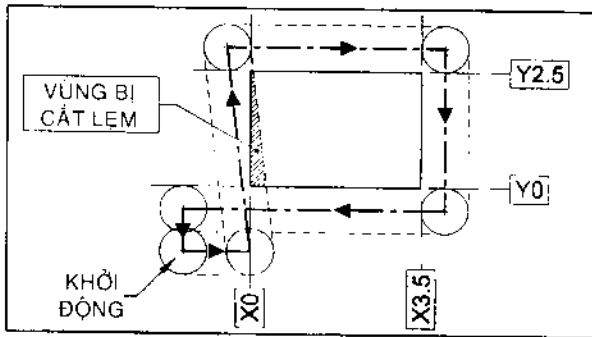 VÙNG BỊ
CẮT LẸM
Y2.5
Y0
KHỞI
ĐỘNG
X0
X3.5